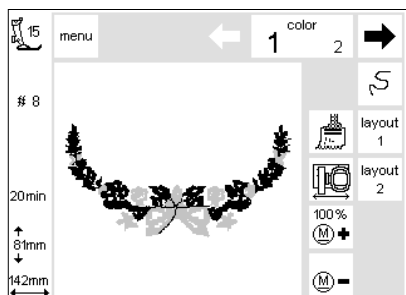 15
menu
color
1 2
# 8
layout
1
layout
2
20min
100%
M +
81mm
M -
142mm